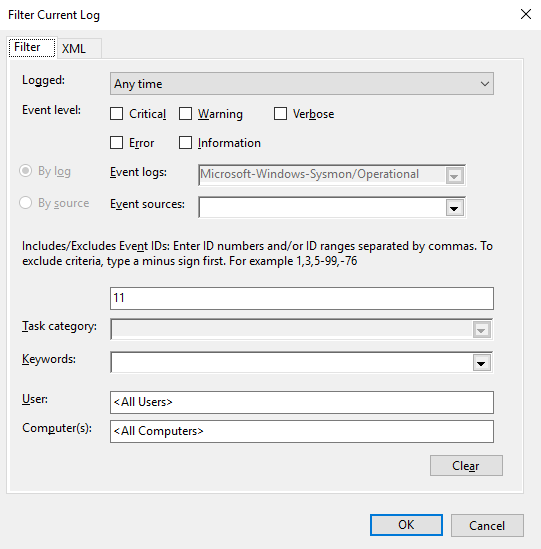 Filter Current Log
Filter XML
Logged: Any time
Event level: Critical Warning Verbose
Error Information
By log Event logs: Microsoft-Windows-Sysmon/Operational
By source Event sources:
Includes/Excludes Event IDs: Enter ID numbers and/or ID ranges separated by commas. To
exclude criteria, type a minus sign first. For example 1,3,5-99,-76
11
Task category:
Keywords:
User: <All Users>
Computer(s): <All Computers>
Clear
OK Cancel